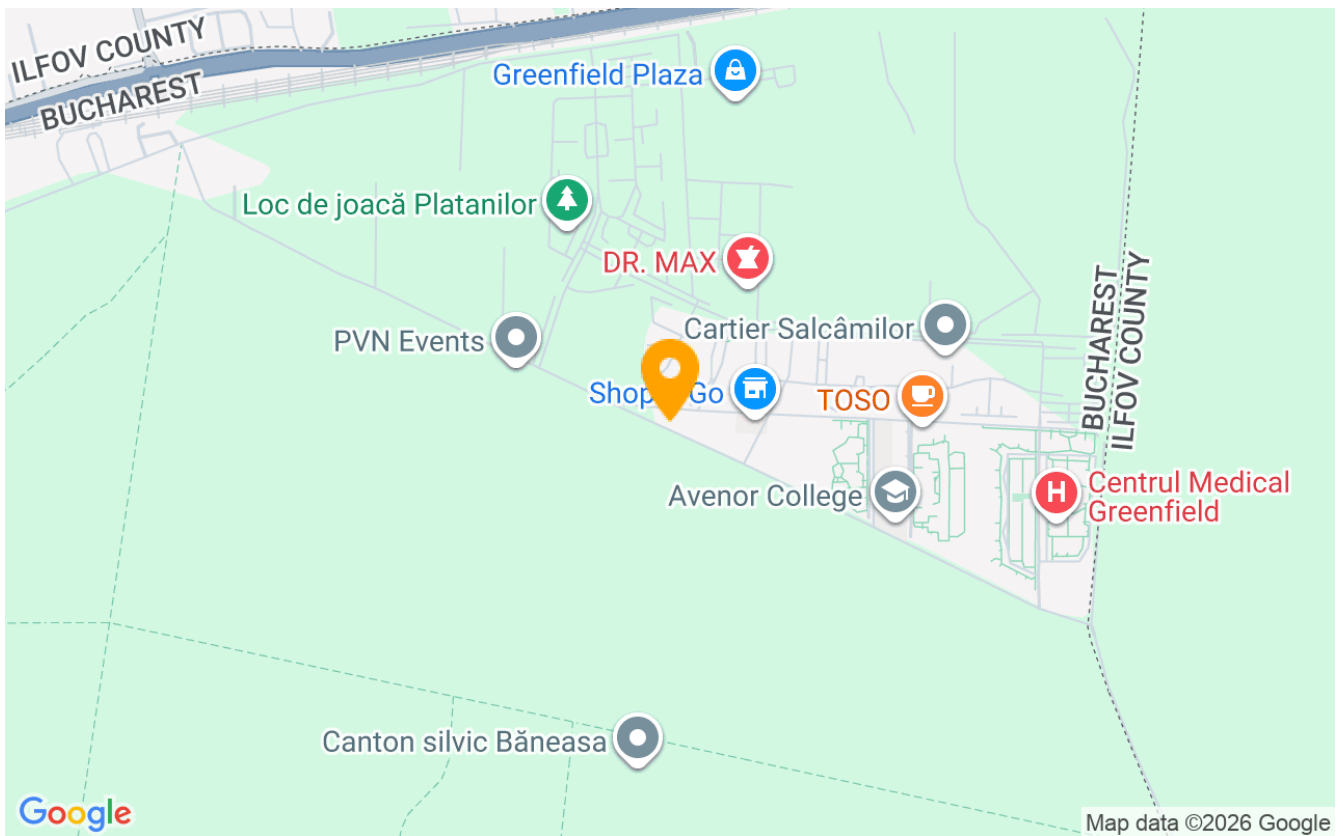 ILFOV COUNTY
BUCHAREST
Greenfield Plaza
Loc de joacă Platanilor
DR. MAX
PVN Events
Cartier Salcâmilor
BUCHAREST
ILFOV COUNTY
Shop
Go
TOSO
Avenor College
Centrul Medical
Greenfield
Canton silvic Băneasa
Google
Map data ©2026 Google